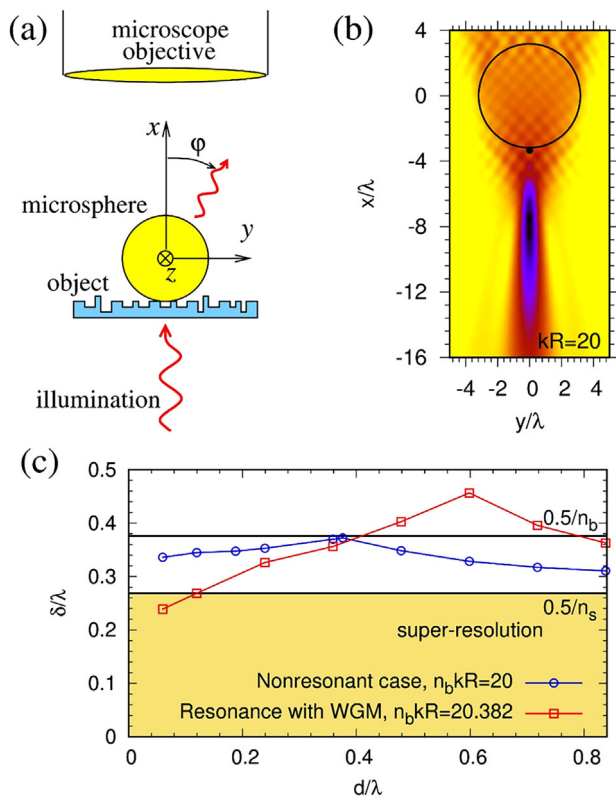 (a)
microscope
objective
x
φ
microsphere
y
z
object
illumination
(b)
4
0
-4
-8
-12
-16
x/λ
kR=20
-4 -2 0 2 4
y/λ
(c)
0.5
0.4
0.3
0.2
0.1
0
δ/λ
0.5/n_b
0.5/n_s
super-resolution
Nonresonant case, n_bkR=20
Resonance with WGM, n_bkR=20.382
0.0 0.2 0.4 0.6 0.8
d/λ